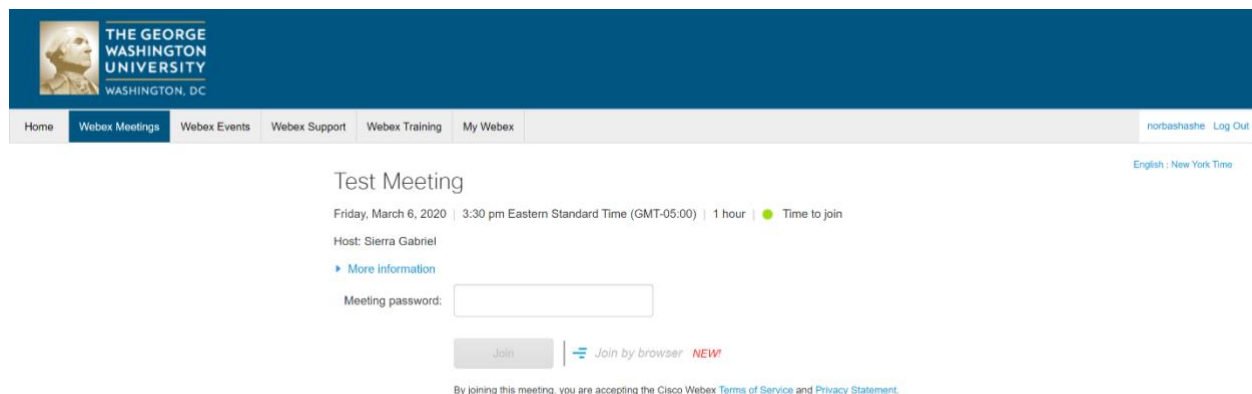 THE GEORGE
WASHINGTON
UNIVERSITY
WASHINGTON, DC
Home Webex Meetings Webex Events Webex Support Webex Training My Webex norbashashe Log Out
English : New York Time
Test Meeting
Friday, March 6, 2020 | 3:30 pm Eastern Standard Time (GMT-05:00) | 1 hour | Time to join
Host: Sierra Gabriel
More information
Meeting password:
Join Join by browser NEW!
By joining this meeting, you are accepting the Cisco Webex Terms of Service and Privacy Statement.